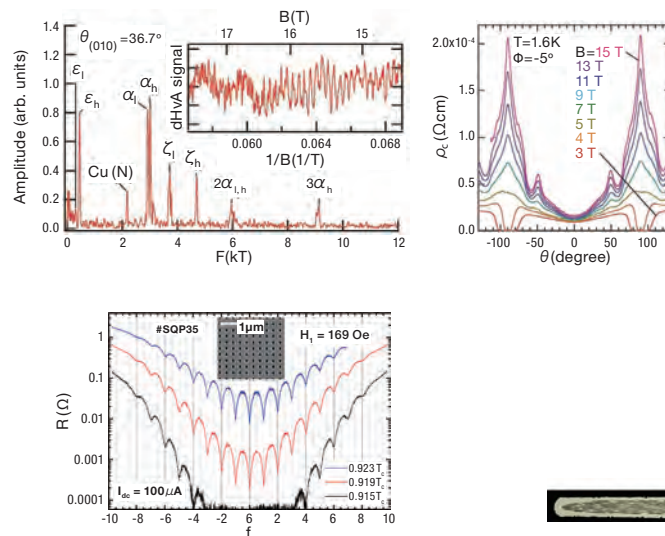 B(T)
17 16 15
θ(010) =36.7°
1.4
1.2
1.0
0.8
0.6
0.4
0.2
0.0
Amplitude (arb. units)
εl
εh
αl
αh
Cu (N)
ζl
ζh
2αl,h
3αh
dHvA signal
0.060 0.064 0.068
1/B(1/T)
0 2 4 6 8 10 12
F(kT)
2.0x10⁻⁴
1.5
1.0
0.5
0.0
ρc (Ωcm)
T=1.6K
Φ=-5°
B=15 T
13 T
11 T
9 T
7 T
5 T
4 T
3 T
-100 -50 0 50 100
θ(degree)
#SQP35
1μm
H1 = 169 Oe
1
0.1
0.01
0.001
0.0001
R (Ω)
0.923Tc
0.919Tc
0.915Tc
Idc = 100μA
-10 -8 -6 -4 -2 6 2 4 6 8 10
f